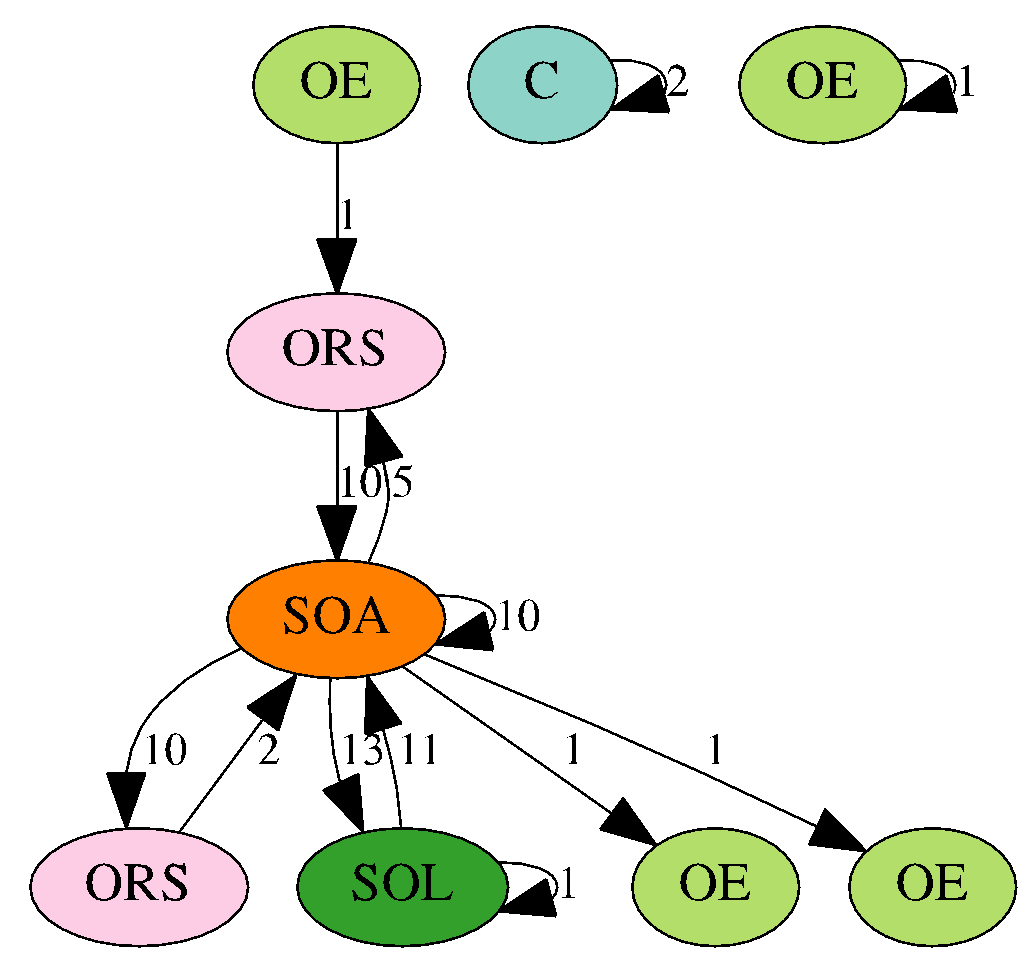 OE C 2 OE 1
1
ORS
10 5
SOA 10
10 2 13 11 1 1
ORS SOL 1 OE OE